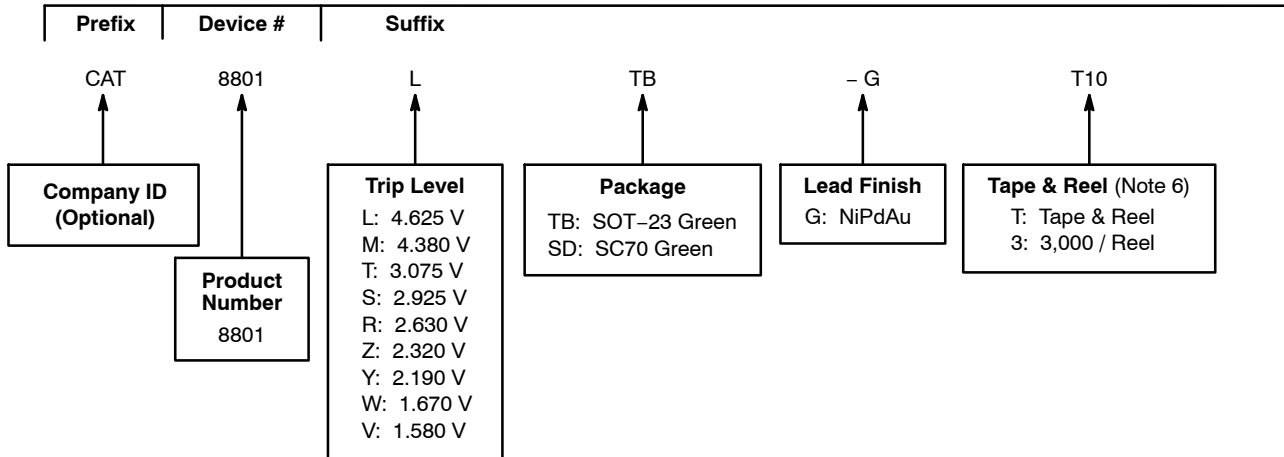 Prefix Device # Suffix
CAT 8801 L TB – G T10
Company ID
(Optional)
Product
Number
8801
Trip Level
L: 4.625 V
M: 4.380 V
T: 3.075 V
S: 2.925 V
R: 2.630 V
Z: 2.320 V
Y: 2.190 V
W: 1.670 V
V: 1.580 V
Package
TB: SOT−23 Green
SD: SC70 Green
Lead Finish
G: NiPdAu
Tape & Reel (Note 6)
T: Tape & Reel
3: 3,000 / Reel